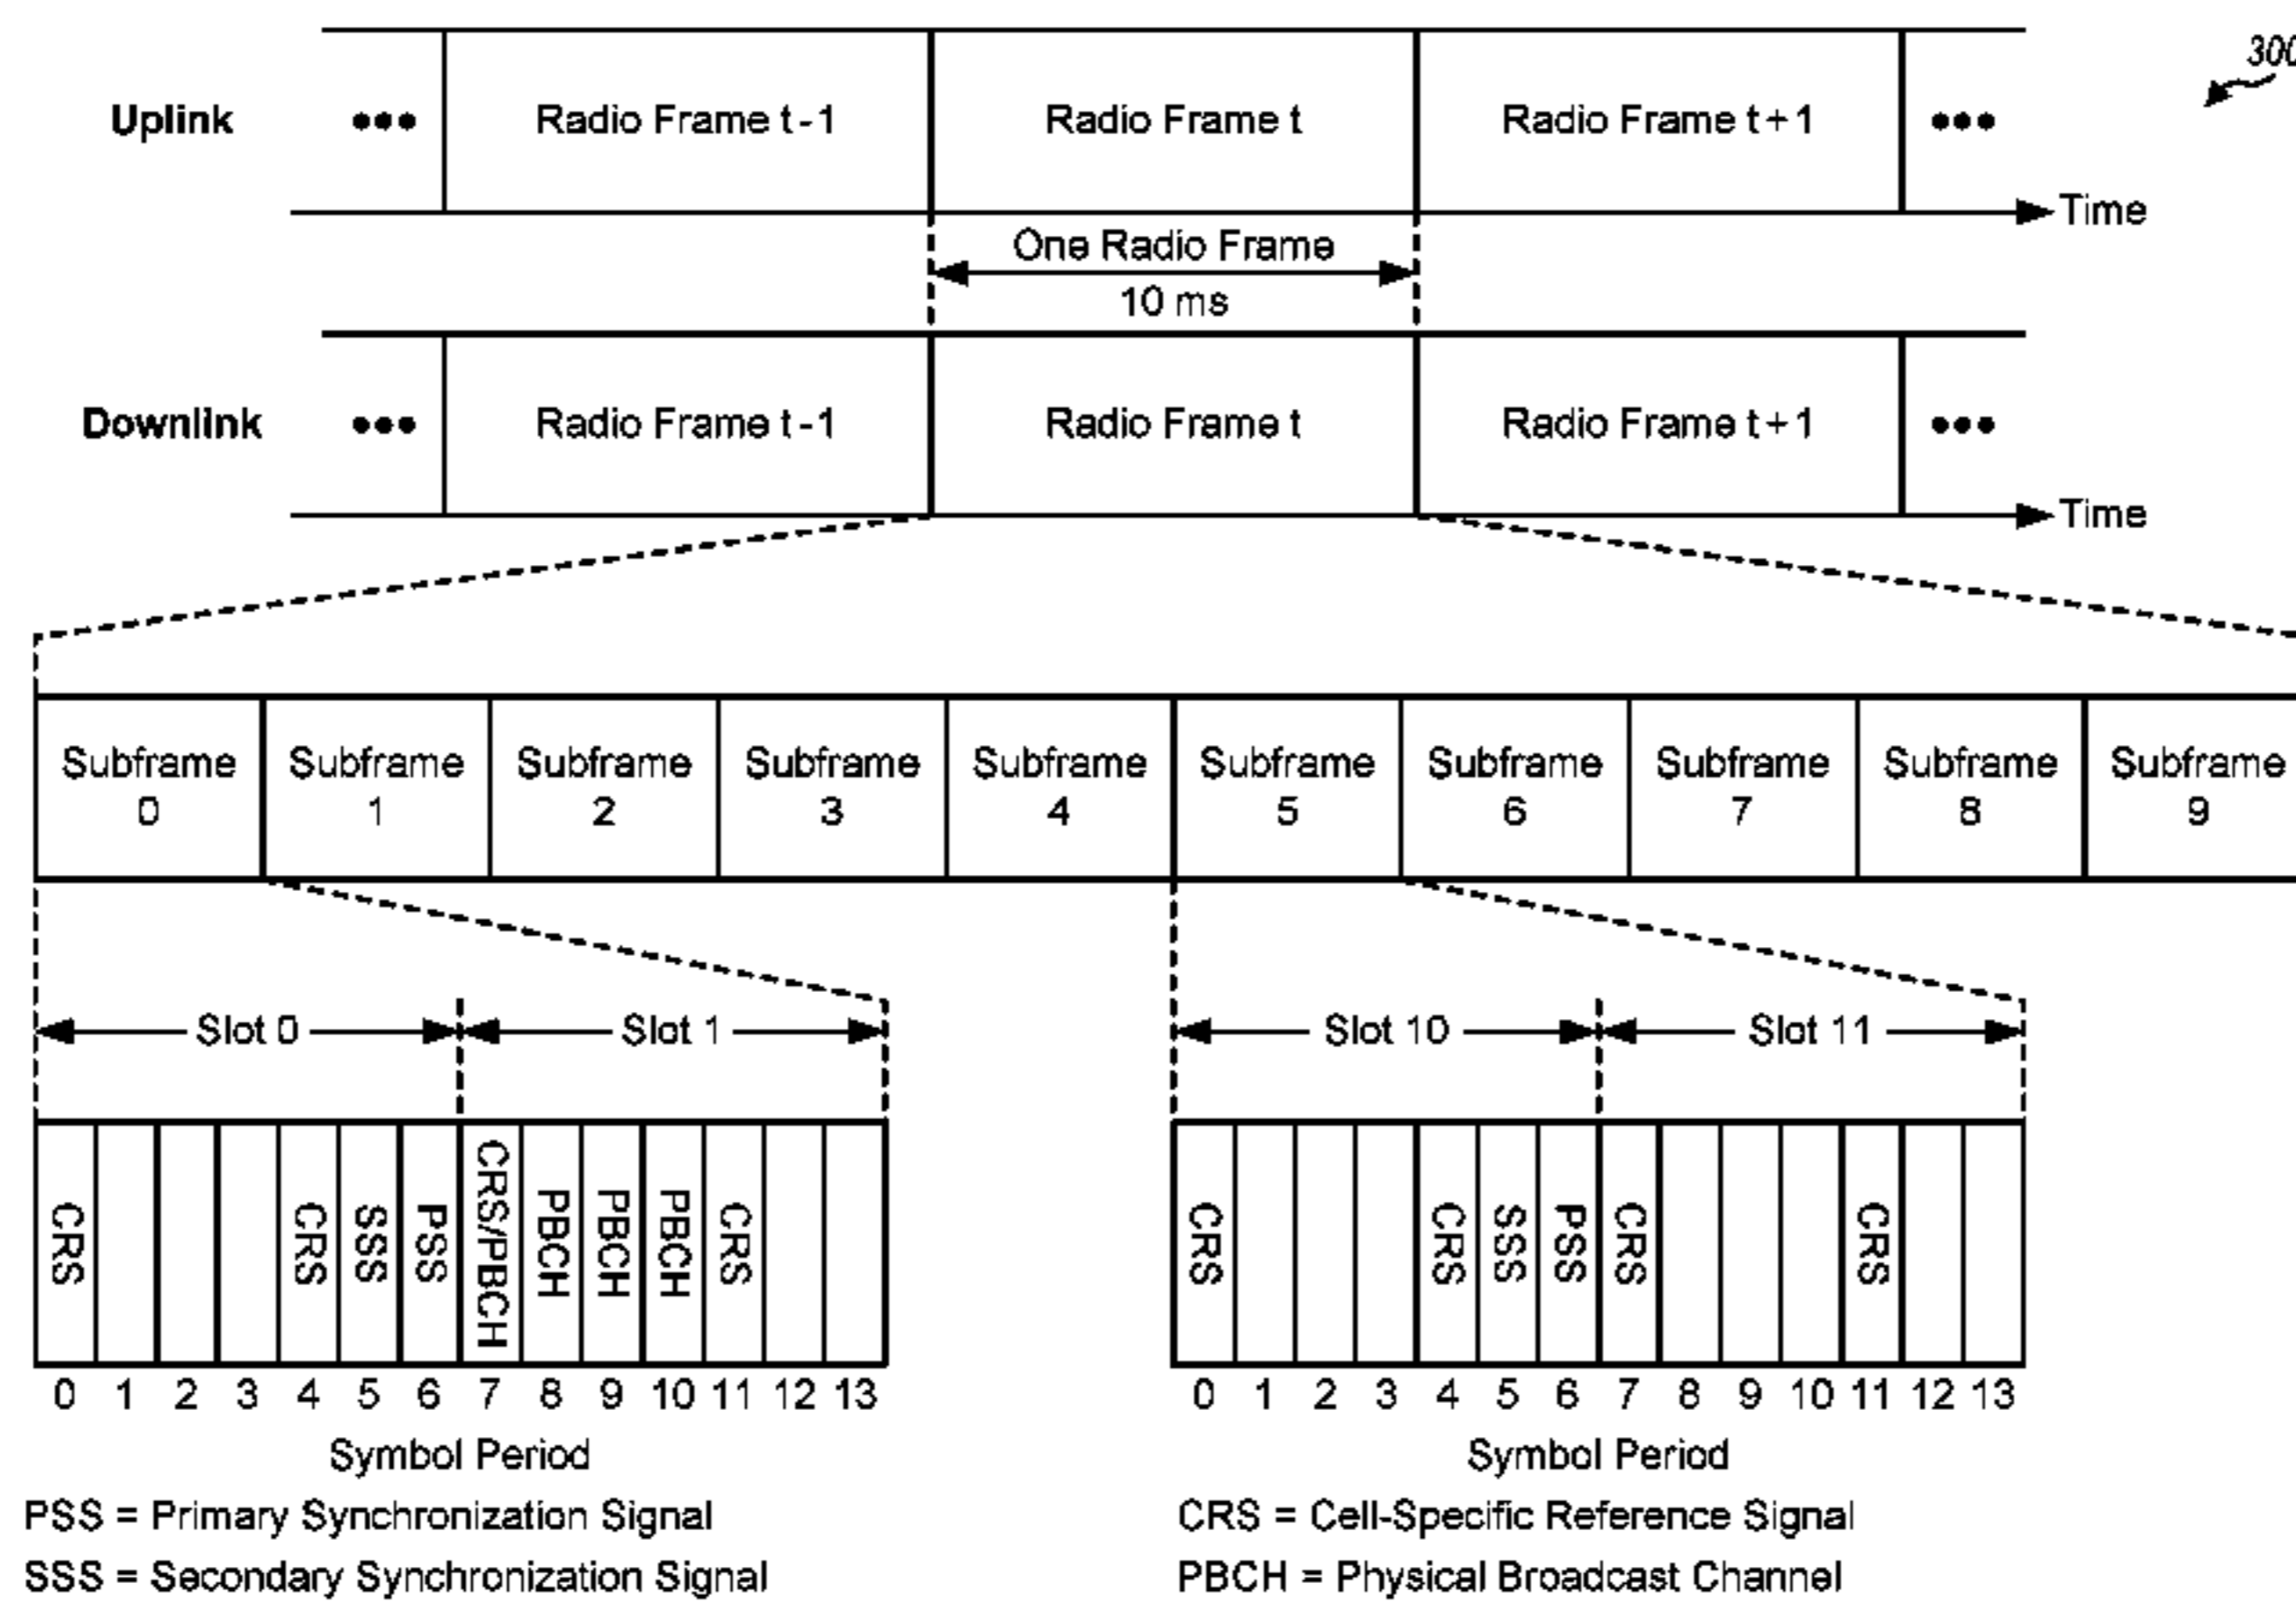 300
Uplink ••• Radio Frame t-1 Radio Frame t Radio Frame t+1 •••
Time
One Radio Frame
10 ms
Downlink ••• Radio Frame t-1 Radio Frame t Radio Frame t+1 •••
Time
Subframe 0 Subframe 1 Subframe 2 Subframe 3 Subframe 4 Subframe 5 Subframe 6 Subframe 7 Subframe 8 Subframe 9
Slot 0 Slot 1 Slot 10 Slot 11
CRS CRS SSS PSS CRS/PBCH PBCH PBCH PBCH CRS CRS CRS SSS PSS CRS CRS
0 1 2 3 4 5 6 7 8 9 10 11 12 13 0 1 2 3 4 5 6 7 8 9 10 11 12 13
Symbol Period Symbol Period
PSS = Primary Synchronization Signal CRS = Cell-Specific Reference Signal
SSS = Secondary Synchronization Signal PBCH = Physical Broadcast Channel